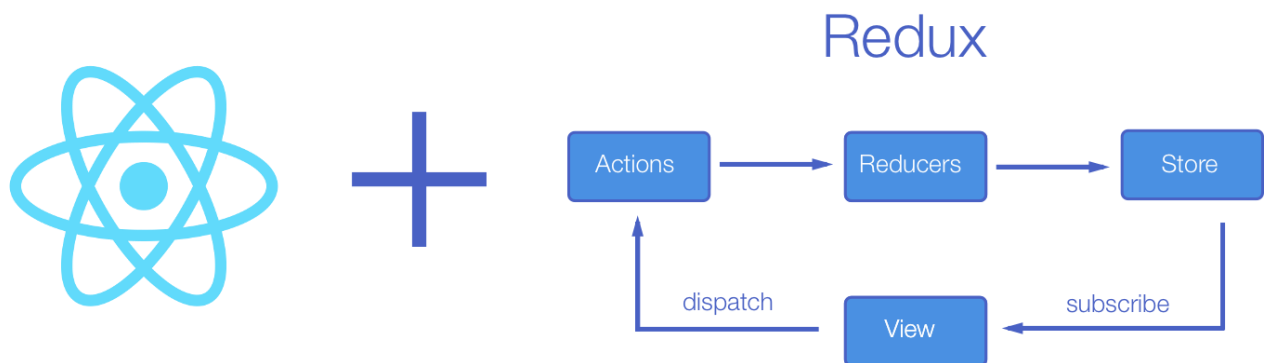 Redux
Actions
Reducers
Store
dispatch
subscribe
View